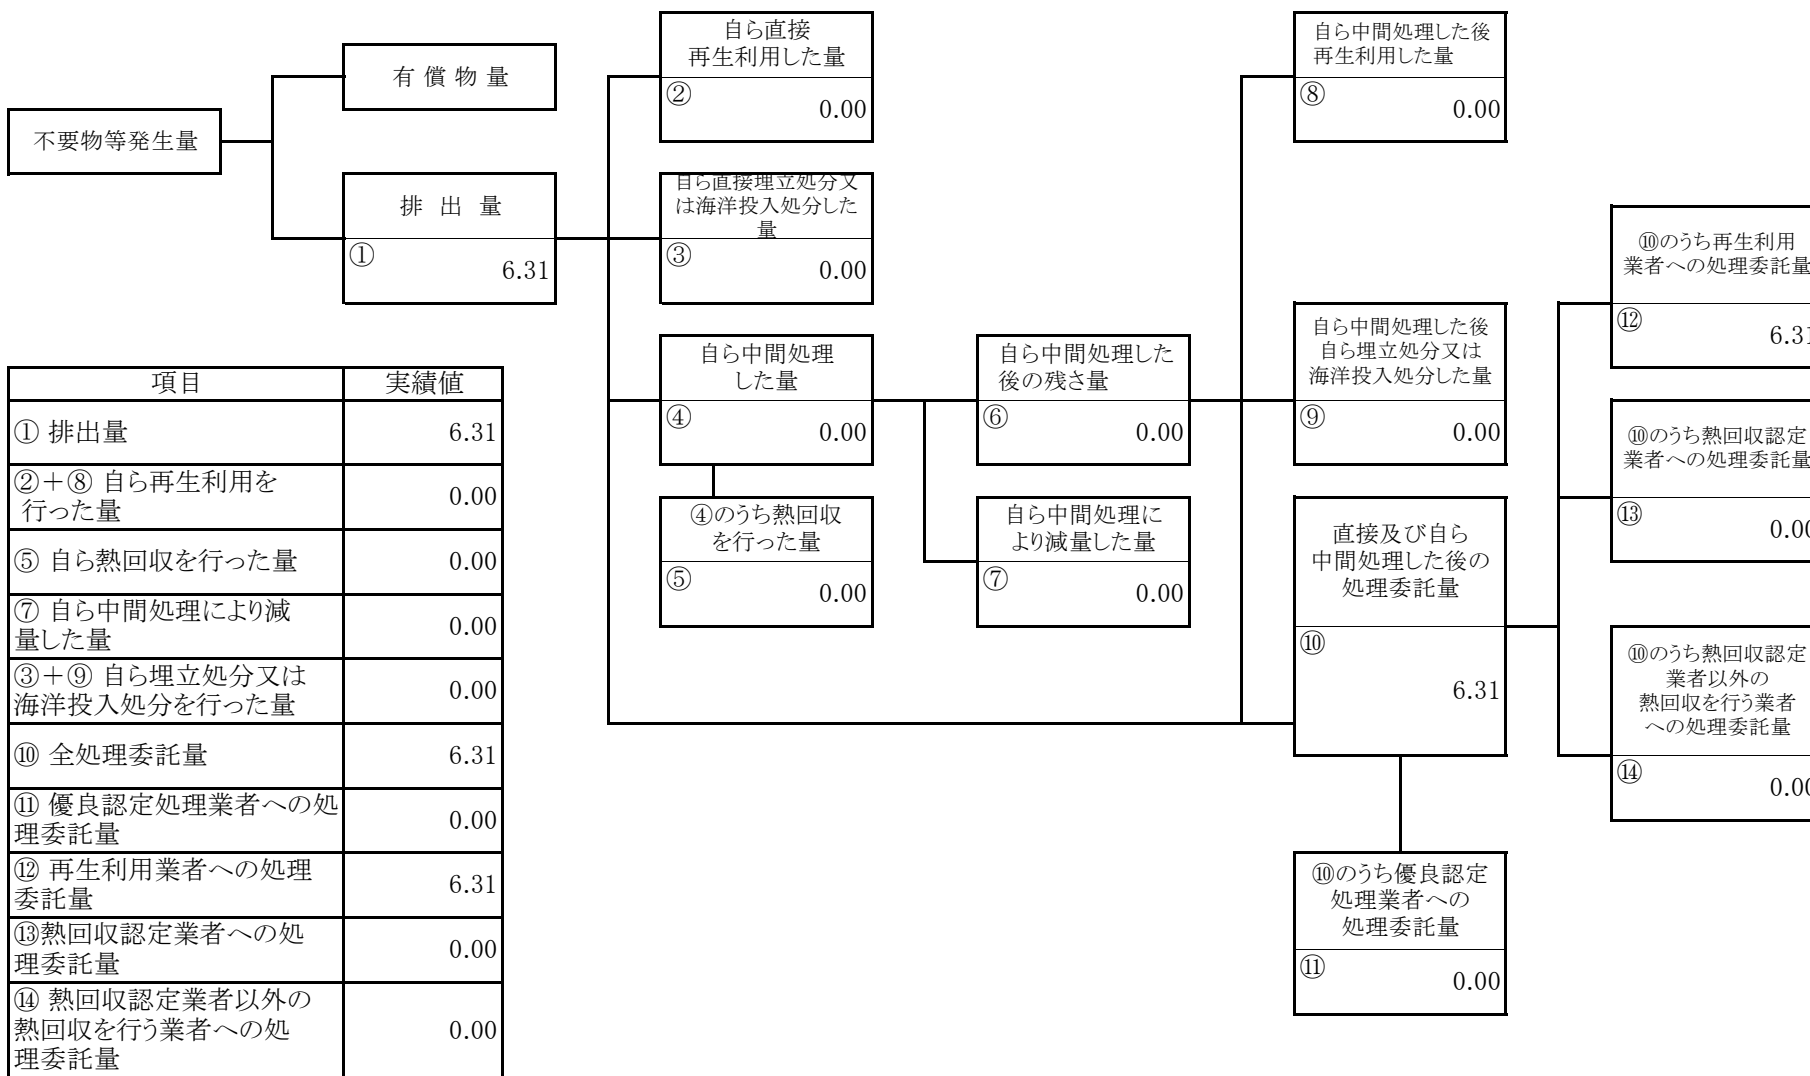 不要物等発生量
有 償 物 量
排 出 量
①
6.31
自ら直接
再生利用した量
②
0.00
自ら直接埋立処分又
は海洋投入処分した
量
③
0.00
自ら中間処理
した量
④
0.00
④のうち熱回収
を行った量
⑤
0.00
自ら中間処理した
後の残さ量
⑥
0.00
自ら中間処理に
より減量した量
⑦
0.00
自ら中間処理した後
再生利用した量
⑧
0.00
自ら中間処理した後
自ら埋立処分又は
海洋投入処分した量
⑨
0.00
直接及び自ら
中間処理した後の
処理委託量
⑩
6.31
⑩のうち優良認定
処理業者への
処理委託量
⑪
0.00
⑩のうち再生利用
業者への処理委託量
⑫
6.31
⑩のうち熱回収認定
業者への処理委託量
⑬
0.00
⑩のうち熱回収認定
業者以外の
熱回収を行う業者
への処理委託量
⑭
0.00
項目 実績値
① 排出量 6.31
②+⑧ 自ら再生利用を
行った量 0.00
⑤ 自ら熱回収を行った量 0.00
⑦ 自ら中間処理により減
量した量 0.00
③+⑨ 自ら埋立処分又は
海洋投入処分を行った量 0.00
⑩ 全処理委託量 6.31
⑪ 優良認定処理業者への処
理委託量 0.00
⑫ 再生利用業者への処理
委託量 6.31
⑬熱回収認定業者への処
理委託量 0.00
⑭ 熱回収認定業者以外の
熱回収を行う業者への処
理委託量 0.00